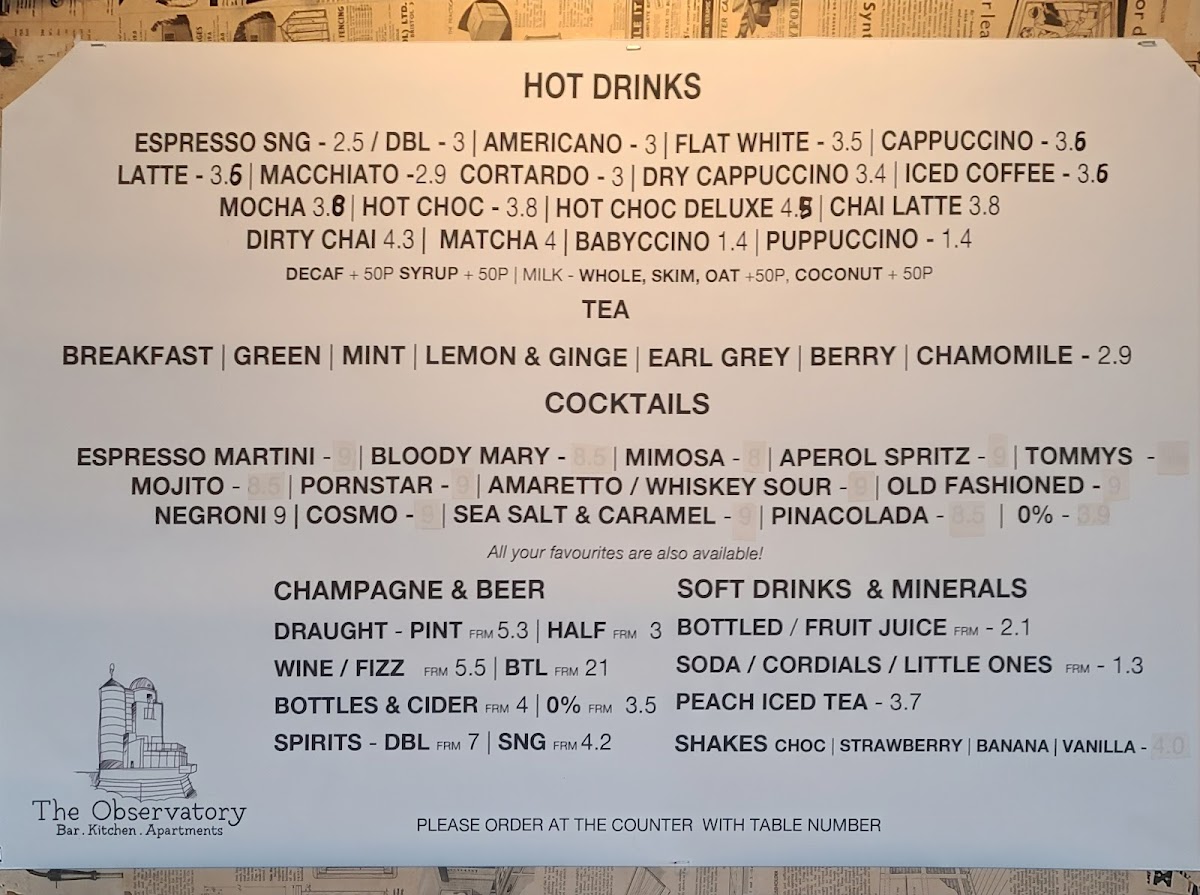 HOT DRINKS
ESPRESSO SNG - 2.5 / DBL - 3 | AMERICANO - 3 | FLAT WHITE - 3.5 | CAPPUCCINO - 3.6
LATTE - 3.6 | MACCHIATO -2.9 CORTARDO - 3 | DRY CAPPUCCINO 3.4 | ICED COFFEE - 3.6
MOCHA 3.8 | HOT CHOC - 3.8 | HOT CHOC DELUXE 4.5 | CHAI LATTE 3.8
DIRTY CHAI 4.3 | MATCHA 4 | BABYCCINO 1.4 | PUPPUCCINO - 1.4
DECAF + 50P SYRUP + 50P | MILK - WHOLE, SKIM, OAT +50P, COCONUT + 50P
TEA
BREAKFAST | GREEN | MINT | LEMON & GINGE | EARL GREY | BERRY | CHAMOMILE - 2.9
COCKTAILS
ESPRESSO MARTINI - 9 | BLOODY MARY - 8.5 | MIMOSA - 8 | APEROL SPRITZ - 9 | TOMMYS -
MOJITO - 8.5 | PORNSTAR - 9 | AMARETTO / WHISKEY SOUR - 9 | OLD FASHIONED - 9
NEGRONI 9 | COSMO - 9 | SEA SALT & CARAMEL - 9 | PINACOLADA - 8.5 | 0% - 3.9
All your favourites are also available!
CHAMPAGNE & BEER
DRAUGHT - PINT FRM 5.3 | HALF FRM 3
WINE / FIZZ FRM 5.5 | BTL FRM 21
BOTTLES & CIDER FRM 4 | 0% FRM 3.5
SPIRITS - DBL FRM 7 | SNG FRM 4.2
SOFT DRINKS & MINERALS
BOTTLED / FRUIT JUICE FRM - 2.1
SODA / CORDIALS / LITTLE ONES FRM - 1.3
PEACH ICED TEA - 3.7
SHAKES CHOC | STRAWBERRY | BANANA | VANILLA - 4.0
The Observatory
Bar . Kitchen . Apartments
PLEASE ORDER AT THE COUNTER WITH TABLE NUMBER